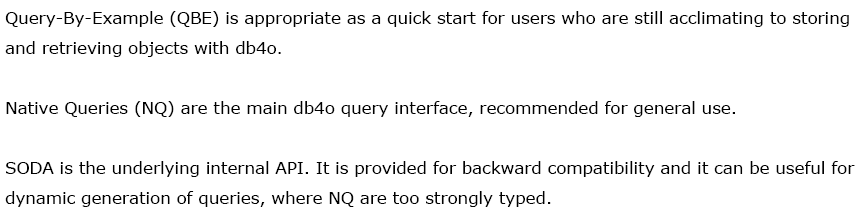 Query-By-Example (QBE) is appropriate as a quick start for users who are still acclimating to storing
and retrieving objects with db4o.
Native Queries (NQ) are the main db4o query interface, recommended for general use.
SODA is the underlying internal API. It is provided for backward compatibility and it can be useful for
dynamic generation of queries, where NQ are too strongly typed.